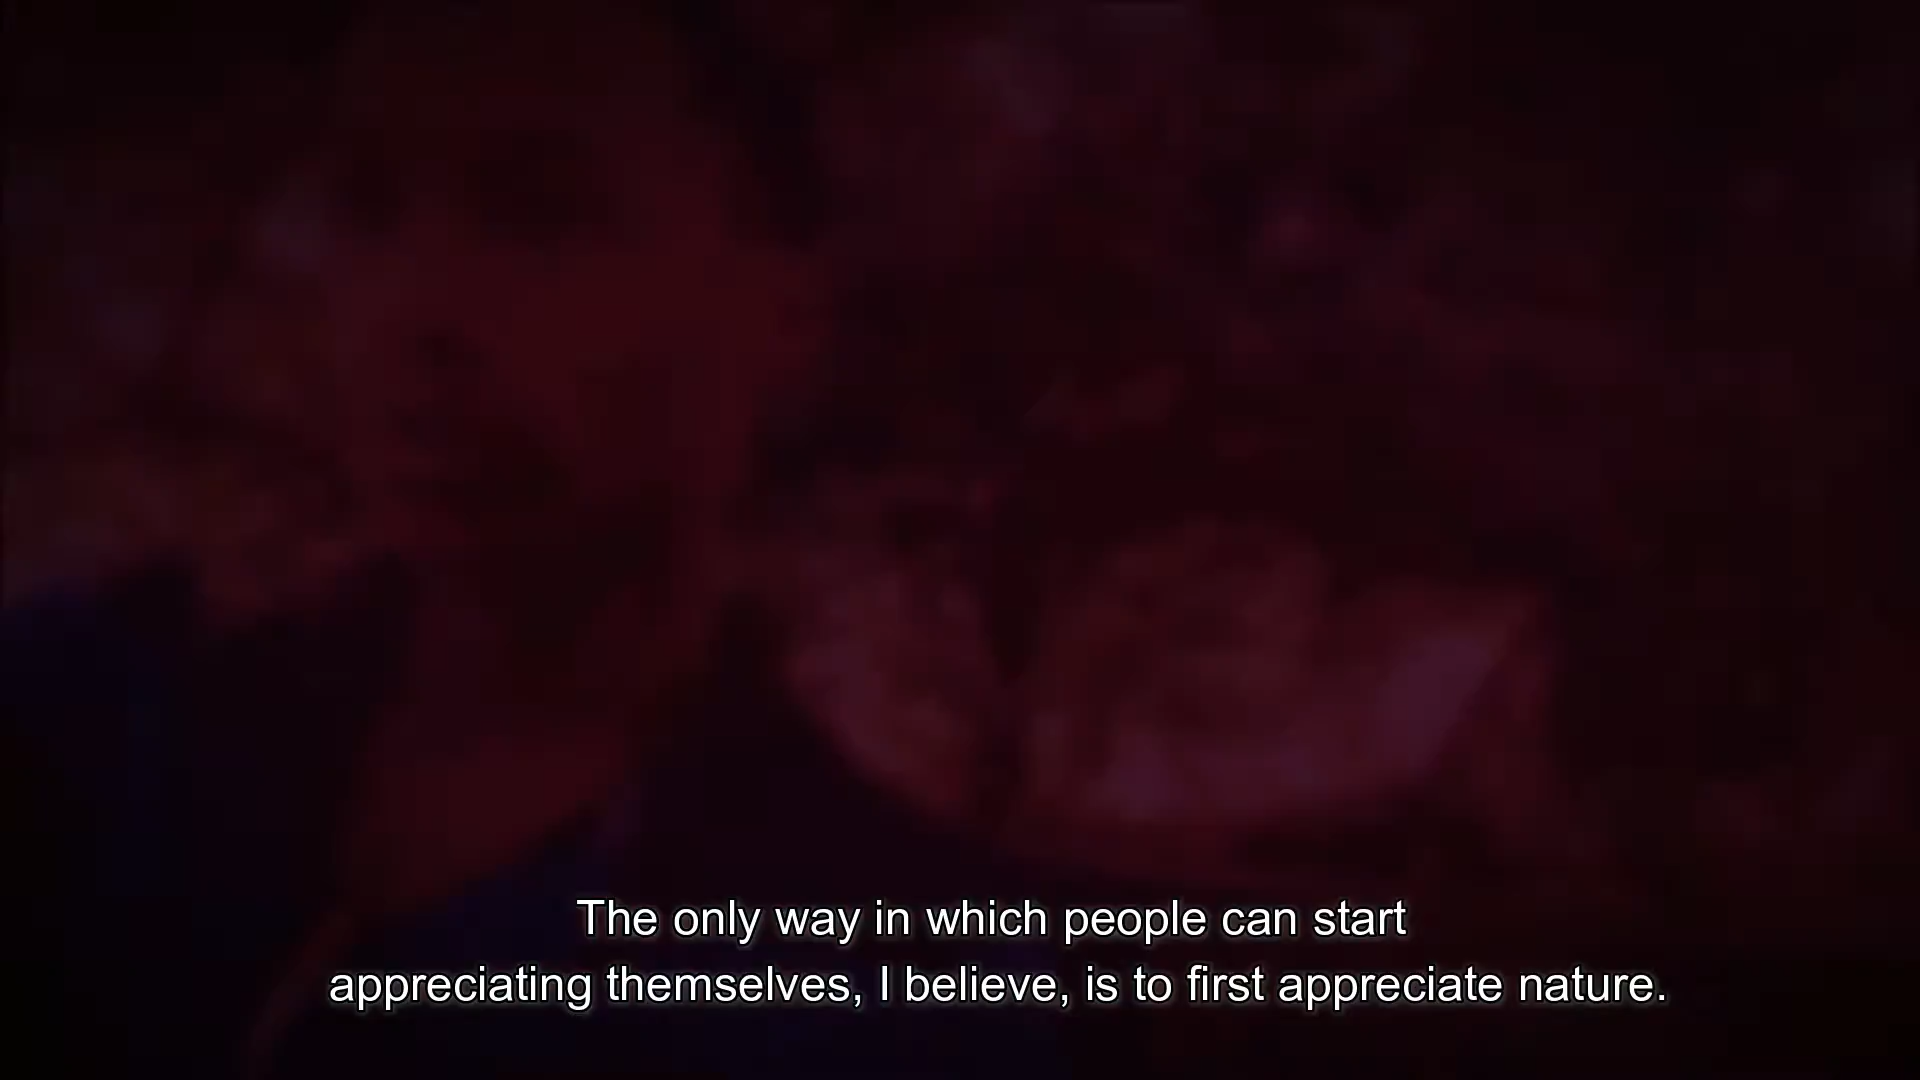 The only way in which people can start
appreciating themselves, I believe, is to first appreciate nature.